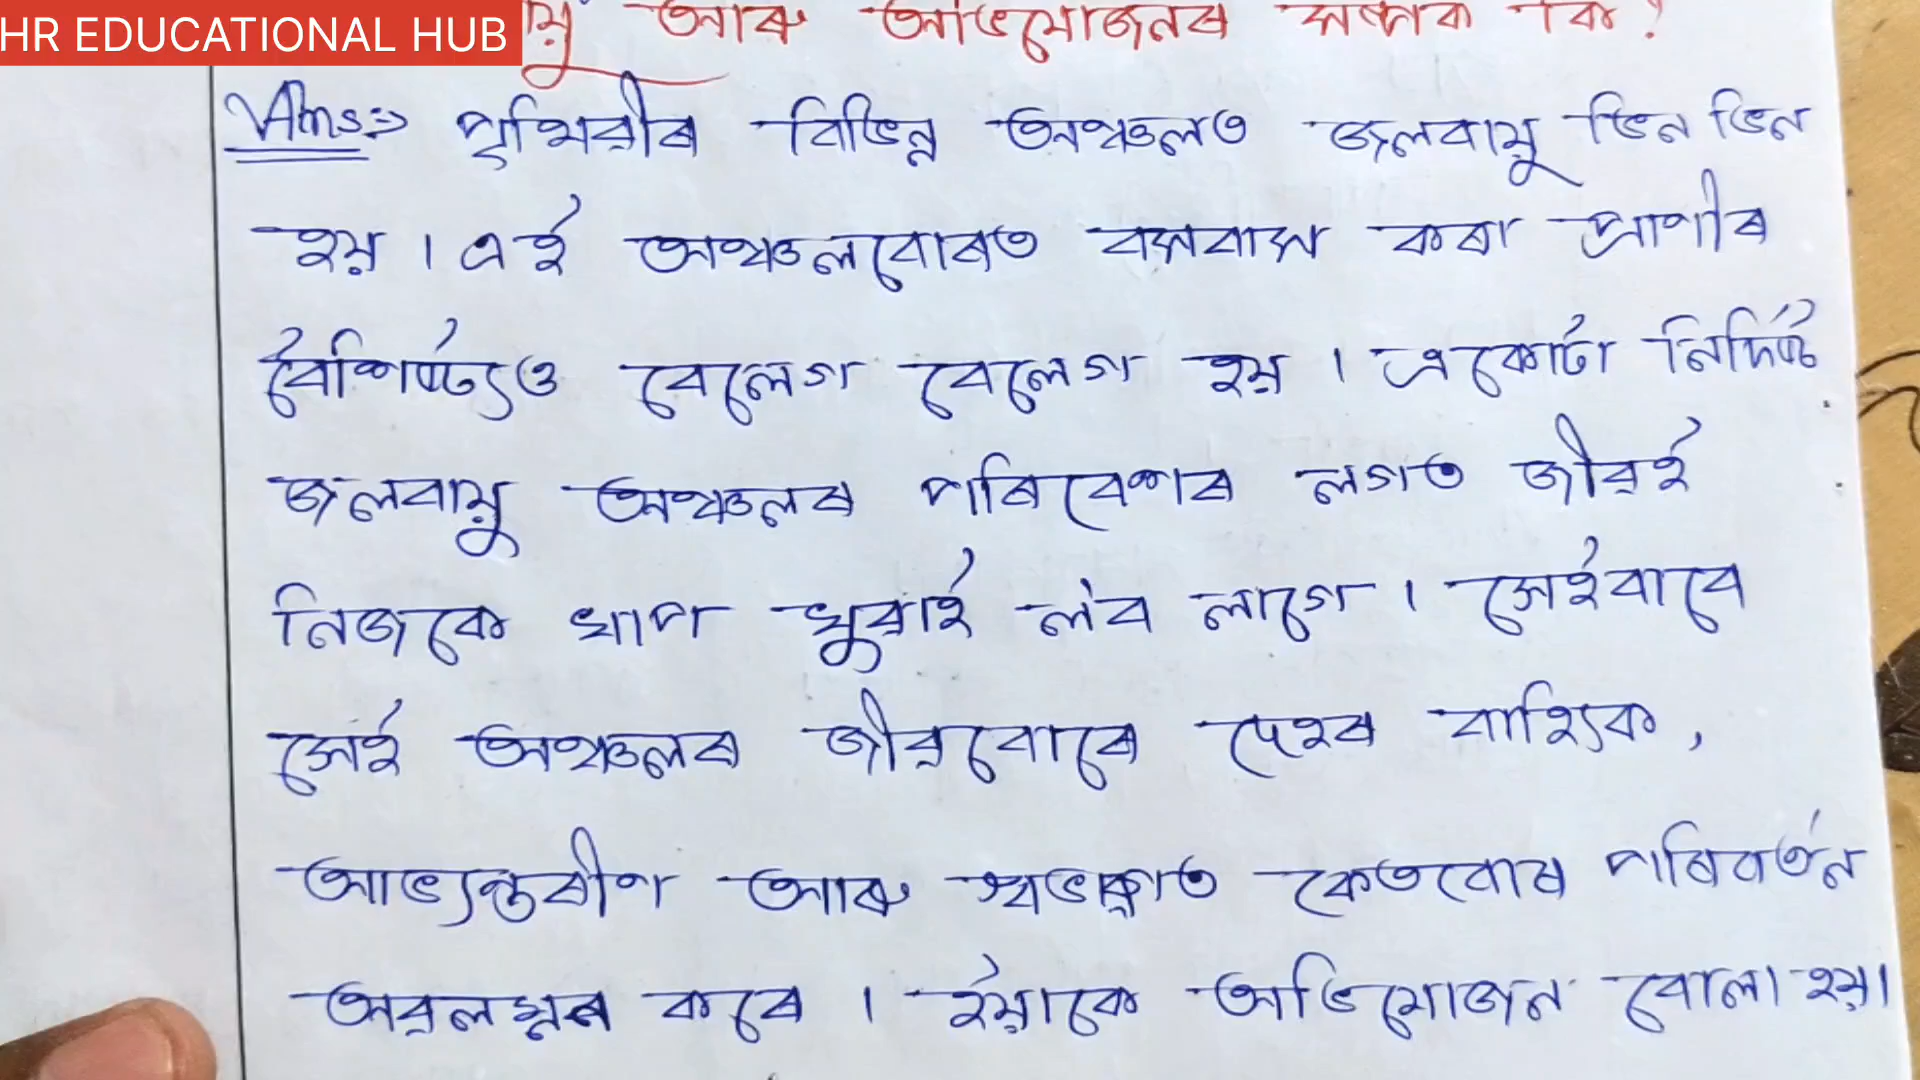 HR EDUCATIONAL HUB
য়ু আৰু অভিযোজনৰ সম্পৰ্ক কি?
Ans:⇒ পৃথিৱীৰ বিভিন্ন অঞ্চলত জলবায়ু ভিন ভিন
হয়। এই অঞ্চলবোৰত বসবাস কৰা প্ৰাণীৰ
বৈশিষ্ট্যও বেলেগ বেলেগ হয়। একোটা নিৰ্দিষ্ট
জলবায়ু অঞ্চলৰ পৰিবেশৰ লগত জীৱই
নিজকে খাপ খুৱাই ল'ব লাগে। সেইবাবে
সেই অঞ্চলৰ জীৱবোৰে দেহৰ বাহ্যিক,
আভ্যন্তৰীণ আৰু স্বভাৱগত কেতবোৰ পৰিবৰ্তন
অৱলম্বন কৰে। ইয়াকে অভিযোজন বোলা হয়।